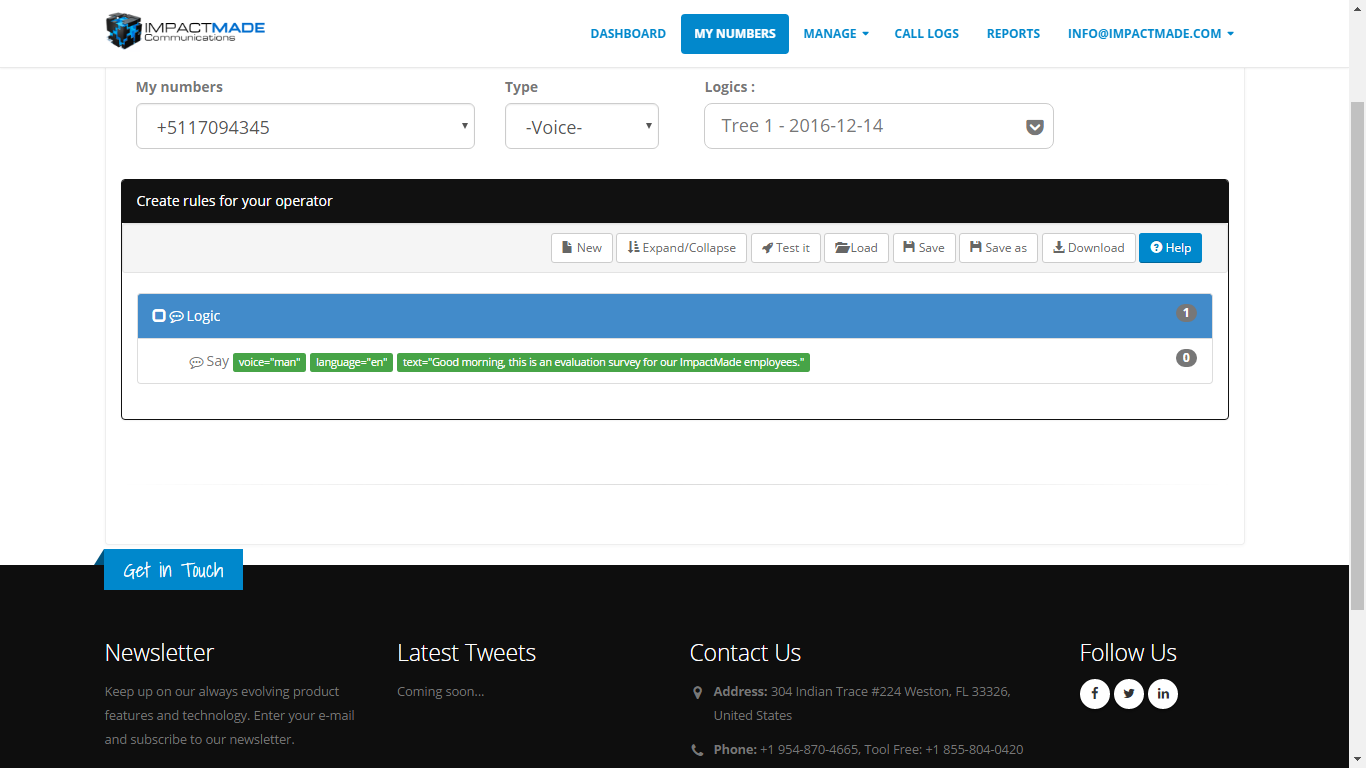 IMPACTMADE
Communications
DASHBOARD
MY NUMBERS
MANAGE
CALL LOGS
REPORTS
INFO@IMPACTMADE.COM
My numbers
Type
Logics :
+5117094345
-Voice-
Tree 1 - 2016-12-14
Create rules for your operator
New
Expand/Collapse
Test it
Load
Save
Save as
Download
Help
Logic
1
Say voice="man" language="en" text="Good morning, this is an evaluation survey for our ImpactMade employees."
0
Get in Touch
Newsletter
Keep up on our always evolving product
features and technology. Enter your e-mail
and subscribe to our newsletter.
Latest Tweets
Coming soon...
Contact Us
Address: 304 Indian Trace #224 Weston, FL 33326,
United States
Phone: +1 954-870-4665, Tool Free: +1 855-804-0420
Follow Us